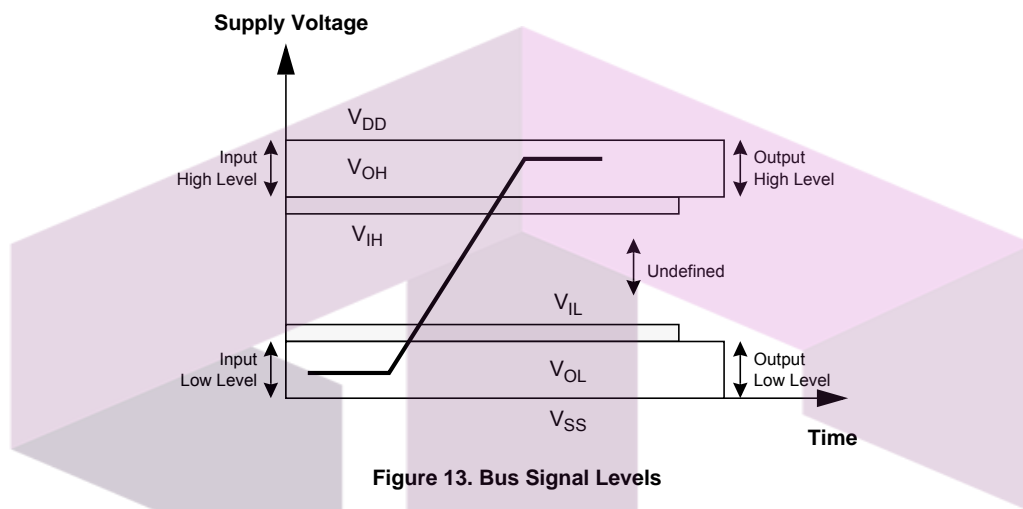 Supply Voltage
VDD
Input
High Level
VOH
Output
High Level
VIH
Undefined
VIL
Input
Low Level
VOL
Output
Low Level
VSS
Time
Figure 13. Bus Signal Levels